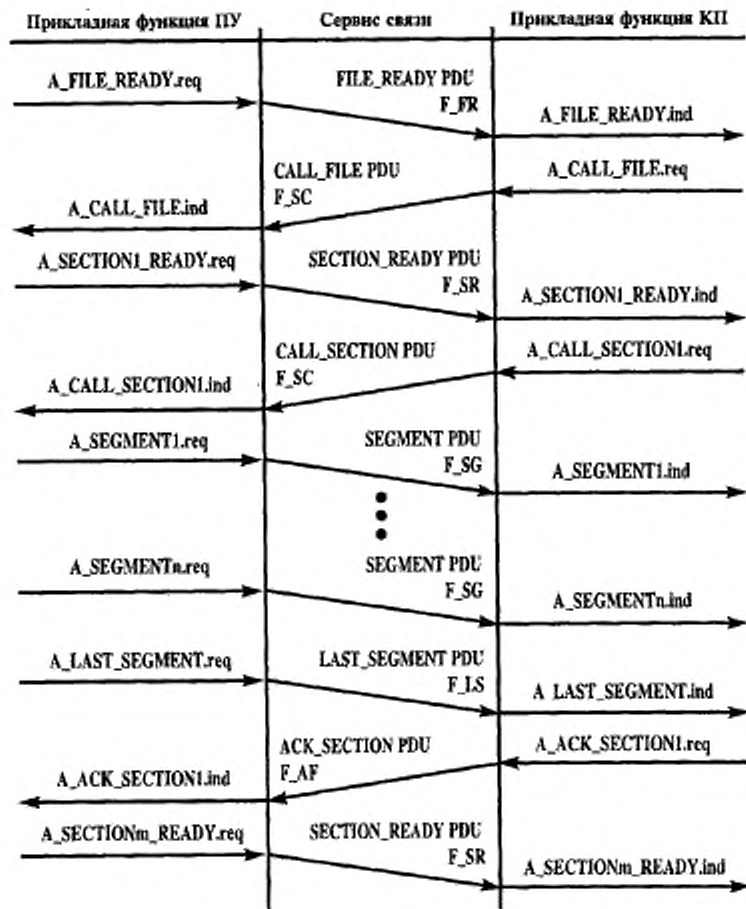 Прикладная функция ПУ
Сервис связи
Прикладная функция КП
A_FILE_READY.req
FILE_READY PDU
F_FR
A_FILE_READY.ind
CALL_FILE PDU
A_CALL_FILE.req
F_SC
A_CALL_FILE.ind
A_SECTION1_READY.req
SECTION_READY PDU
F_SR
A_SECTION1_READY.ind
CALL_SECTION PDU
A_CALL_SECTION1.req
F_SC
A_CALL_SECTION1.ind
A_SEGMENT1.req
SEGMENT PDU
F_SG
A_SEGMENT1.ind
A_SEGMENTn.req
SEGMENT PDU
F_SG
A_SEGMENTn.ind
A_LAST_SEGMENT.req
LAST_SEGMENT PDU
F_LS
A_LAST_SEGMENT.ind
ACK_SECTION PDU
A_ACK_SECTION1.req
F_AF
A_ACK_SECTION1.ind
A_SECTIONm_READY.req
SECTION_READY PDU
F_SR
A_SECTIONm_READY.ind